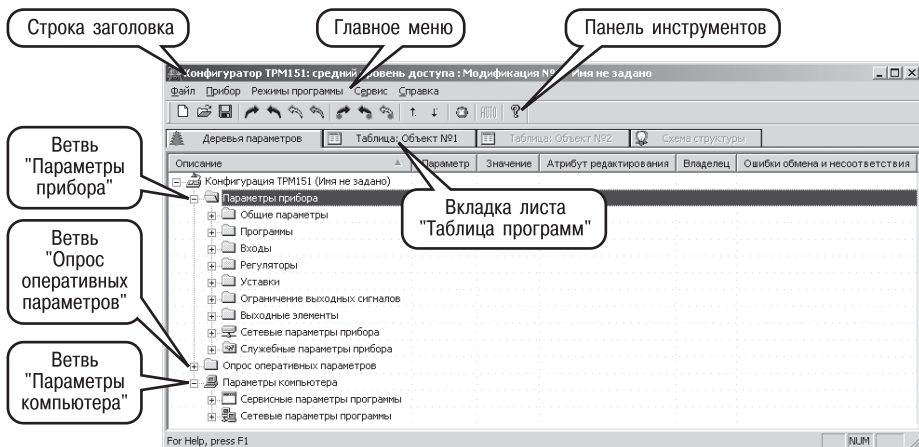 Строка заголовка
Главное меню
Панель инструментов
Конфигуратор ТРМ151: средний уровень доступа : Модификация Имя не задано
Файл Прибор Режимы программы Сервис Справка
AUTO
Деревья параметров
Таблица: Объект №1
Таблица: Объект №2
Схема структуры
Описание Параметр Значение Атрибут редактирования Владелец Ошибки обмена и несоответствия
Ветвь
"Параметры
прибора"
Ветвь
"Опрос
оперативных
параметров"
Ветвь
"Параметры
компьютера"
Вкладка листа
"Таблица программ"
Конфигурация ТРМ151 (Имя не задано)
Параметры прибора
Общие параметры
Программы
Входы
Регуляторы
Уставки
Ограничение выходных сигналов
Выходные элементы
Сетевые параметры прибора
Служебные параметры прибора
Опрос оперативных параметров
Параметры компьютера
Сервисные параметры программы
Сетевые параметры программы
For Help, press F1
NUM